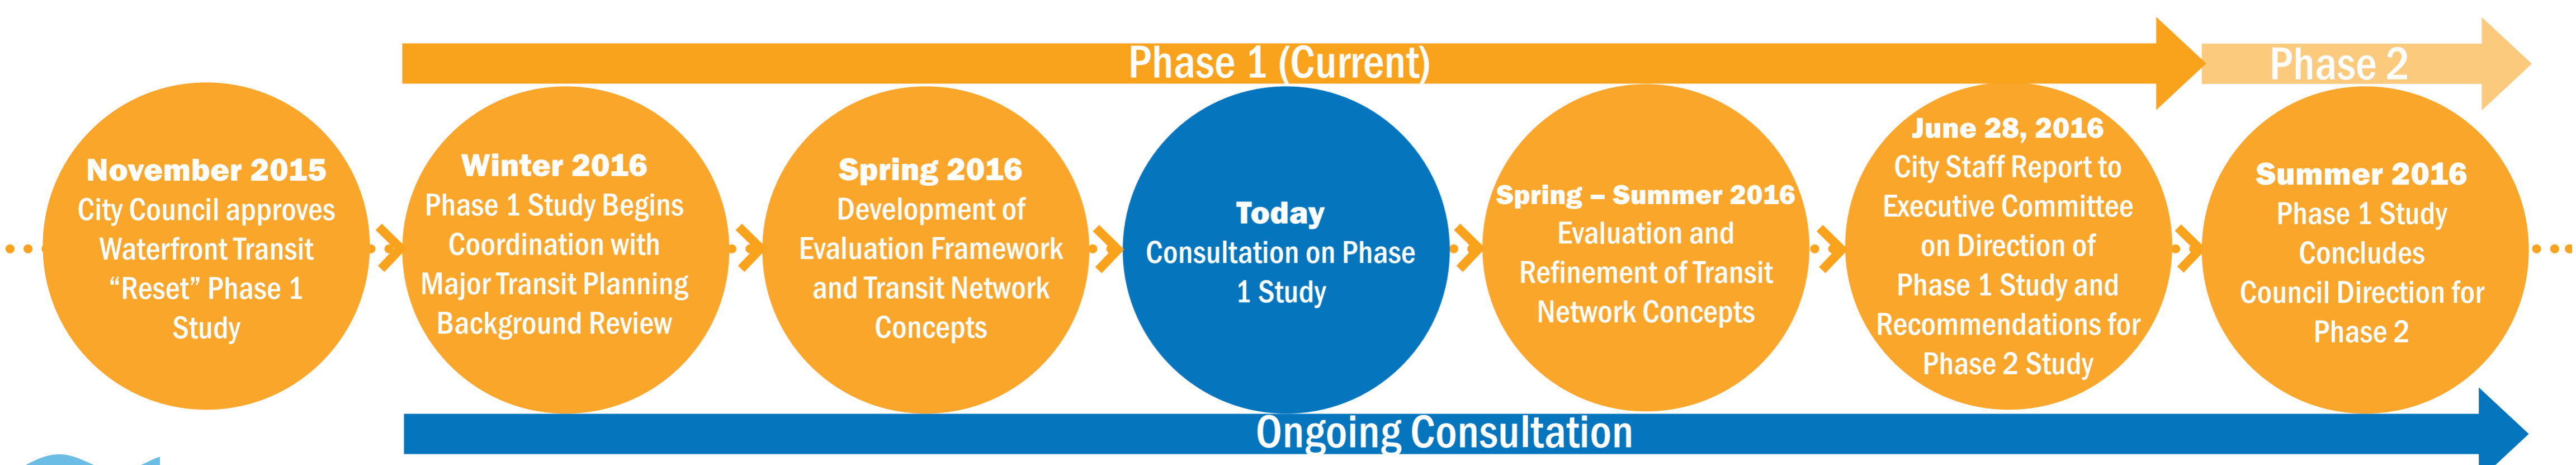 Phase 1 (Current)
Phase 2
November 2015
City Council approves
Waterfront Transit
“Reset” Phase 1
Study
Winter 2016
Phase 1 Study Begins
Coordination with
Major Transit Planning
Background Review
Spring 2016
Development of
Evaluation Framework
and Transit Network
Concepts
Today
Consultation on Phase
1 Study
Spring – Summer 2016
Evaluation and
Refinement of Transit
Network Concepts
June 28, 2016
City Staff Report to
Executive Committee
on Direction of
Phase 1 Study and
Recommendations for
Phase 2 Study
Summer 2016
Phase 1 Study
Concludes
Council Direction for
Phase 2
Ongoing Consultation